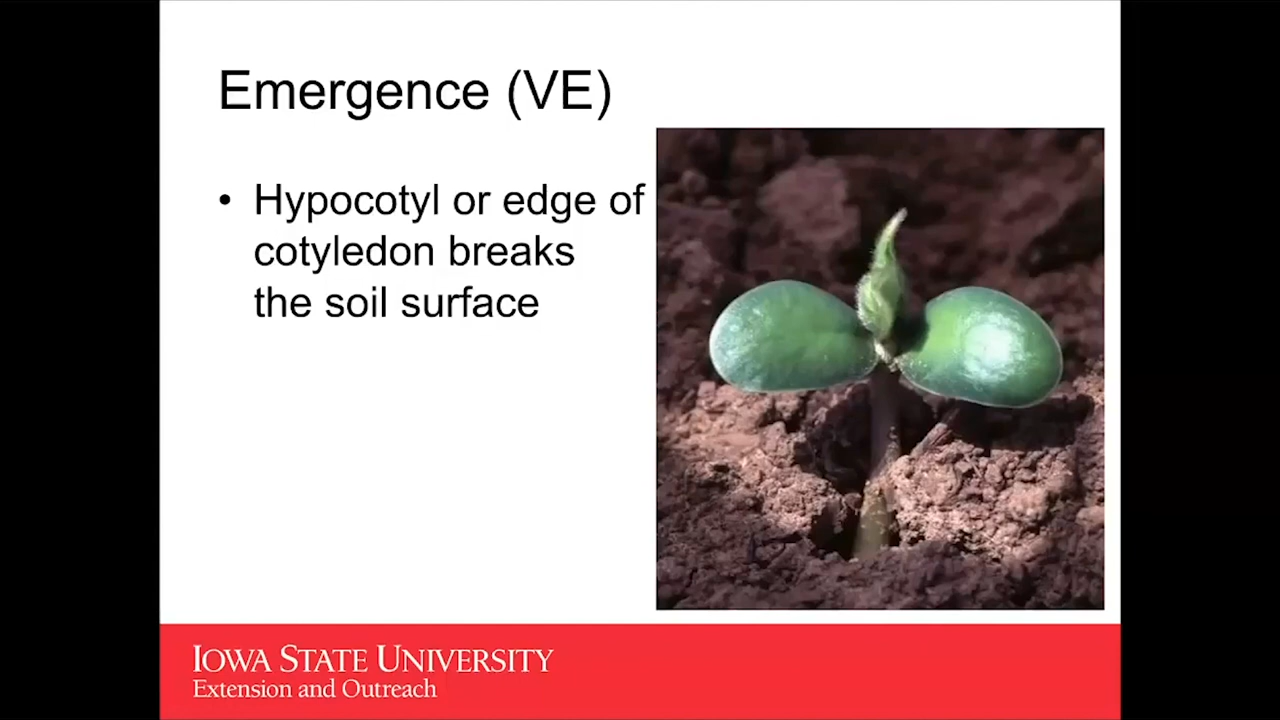 Emergence (VE)
• Hypocotyl or edge of
cotyledon breaks
the soil surface
IOWA STATE UNIVERSITY
Extension and Outreach